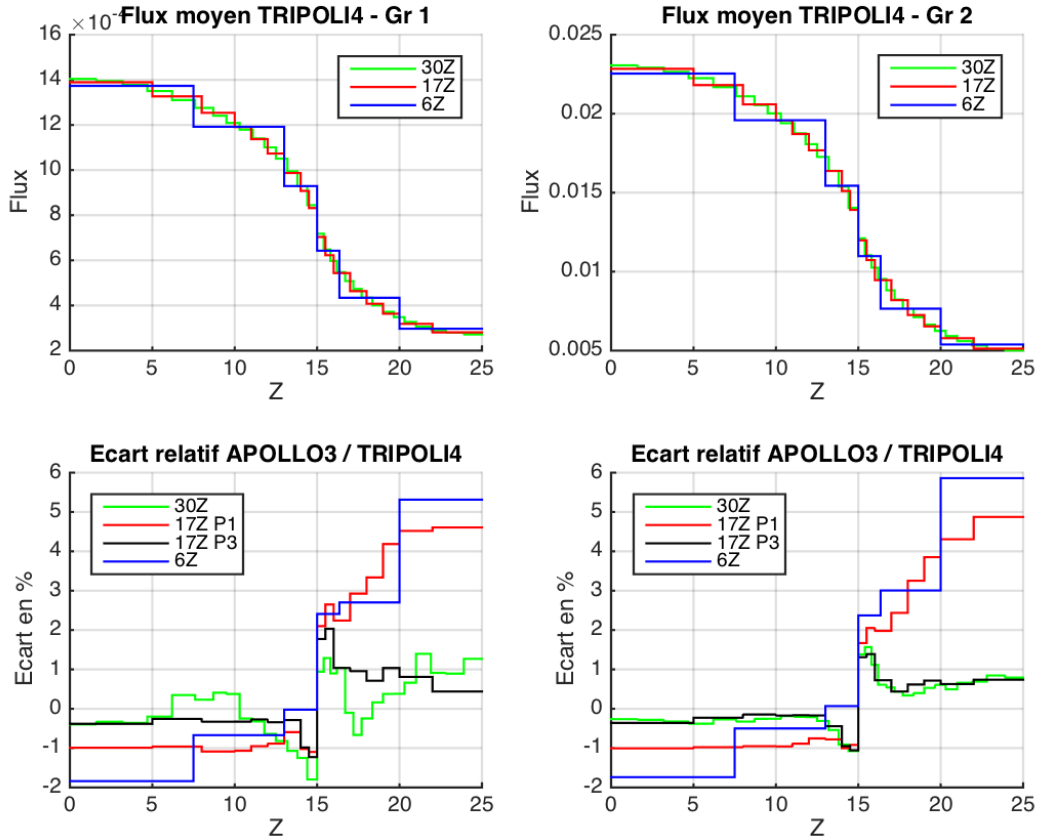 ×10⁻⁴
Flux moyen TRIPOLI4 - Gr 1
16
14
12
10
8
6
4
2
Flux
30Z
17Z
6Z
0 5 10 15 20 25
Z
Flux moyen TRIPOLI4 - Gr 2
0.025
0.02
0.015
0.01
0.005
Flux
30Z
17Z
6Z
0 5 10 15 20 25
Z
Ecart relatif APOLLO3 / TRIPOLI4
6
5
4
3
2
1
0
-1
-2
Ecart en %
30Z
17Z P1
17Z P3
6Z
0 5 10 15 20 25
Z
Ecart relatif APOLLO3 / TRIPOLI4
6
5
4
3
2
1
0
-1
-2
Ecart en %
30Z
17Z P1
17Z P3
6Z
0 5 10 15 20 25
Z